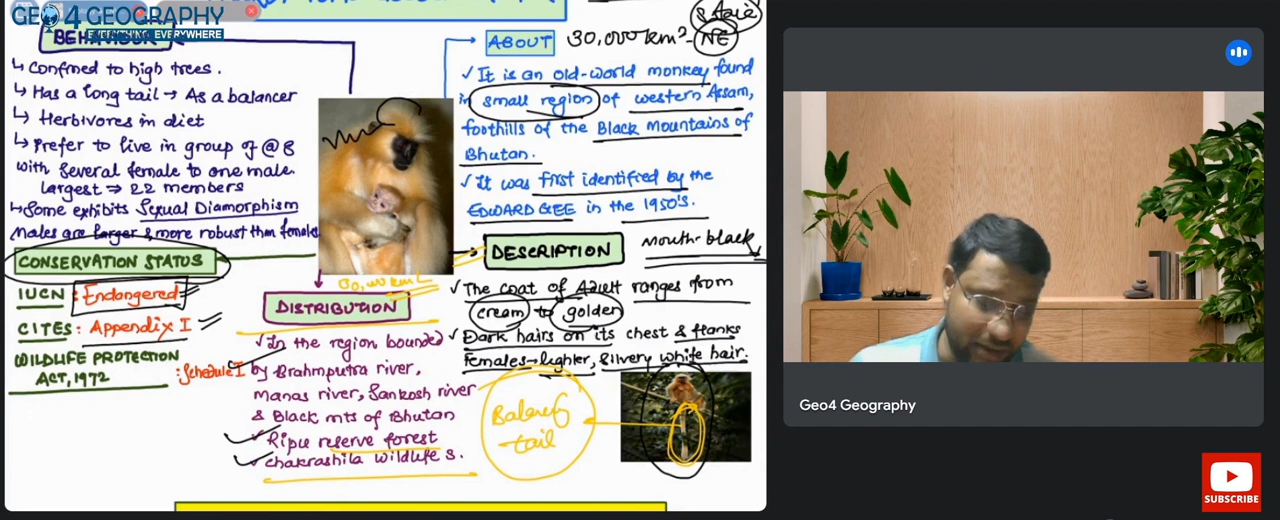 GEO 4 GEOGRAPHY
EVERYTHING EVERYWHERE
BEHAVIOUR
↳ Confined to high trees.
↳ Has a long tail → As a balancer
↳ Herbivores in diet
↳ Prefer to live in group of @ 8
with several female to one male.
largest → 22 members
↳ Some exhibits Sexual Diamorphism
Males are larger & more robust than female
CONSERVATION STATUS
IUCN : Endangered
CITES : Appendix I
WILDLIFE PROTECTION
ACT, 1972 : Schedule I
ABOUT 30,000 km² - NE
✓ It is an old-world monkey found
in small region of western Assam,
foothills of the Black Mountains of
Bhutan.
✓ It was first identified by the
EDWARD GEE in the 1950's.
DESCRIPTION mouth-black
✓ The coat of Adult ranges from
cream to golden
✓ Dark hairs on its chest & flanks
Females → lighter, silvery white hair.
DISTRIBUTION
✓ In the region bounded
by Brahmputra river,
manas river, Sankosh river
& Black mts of Bhutan
✓ Ripu reserve forest
✓ chakrashila wildlife s.
tail
Geo4 Geography
SUBSCRIBE